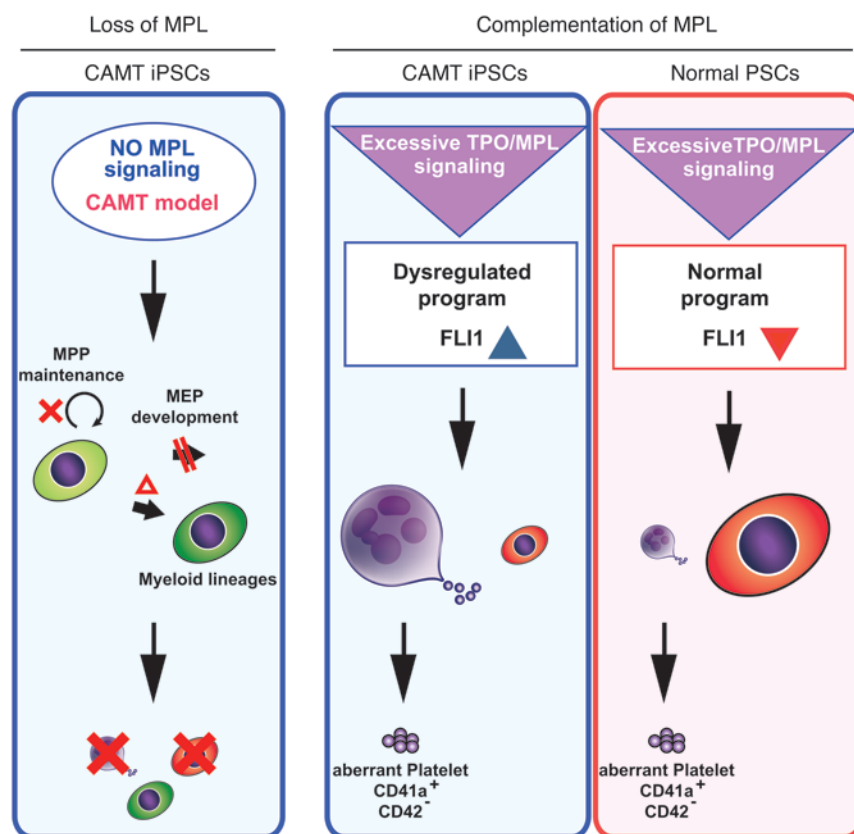 Loss of MPL
CAMT iPSCs
NO MPL
signaling
CAMT model
MPP
maintenance
MEP
development
Myeloid lineages
Complementation of MPL
CAMT iPSCs
Excessive TPO/MPL
signaling
Dysregulated
program
FLI1
aberrant Platelet
CD41a+
CD42-
Normal PSCs
ExcessiveTPO/MPL
signaling
Normal
program
FLI1
aberrant Platelet
CD41a+
CD42-